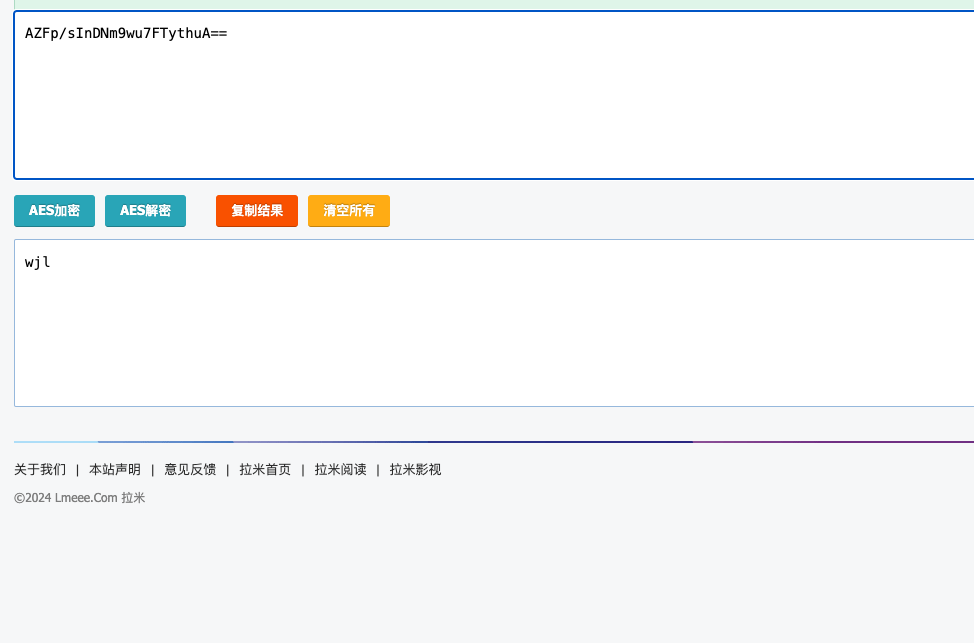 AZFp/sInDNm9wu7FTythuA==
AES加密 AES解密 复制结果 清空所有
wjl
关于我们 | 本站声明 | 意见反馈 | 拉米首页 | 拉米阅读 | 拉米影视
©2024 Lmeee.Com 拉米